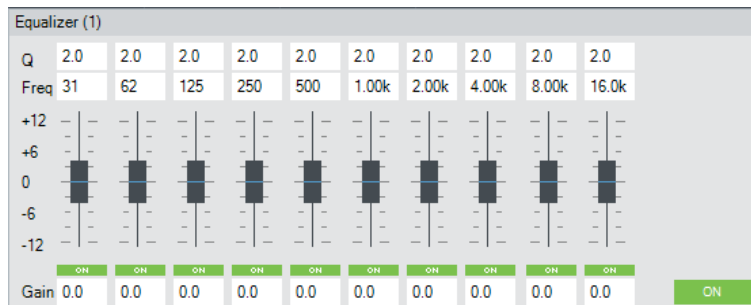 Equalizer (1)
Q 2.0 2.0 2.0 2.0 2.0 2.0 2.0 2.0 2.0 2.0
Freq 31 62 125 250 500 1.00k 2.00k 4.00k 8.00k 16.0k
+12
+6
0
-6
-12
ON ON ON ON ON ON ON ON ON ON
Gain 0.0 0.0 0.0 0.0 0.0 0.0 0.0 0.0 0.0 0.0 ON